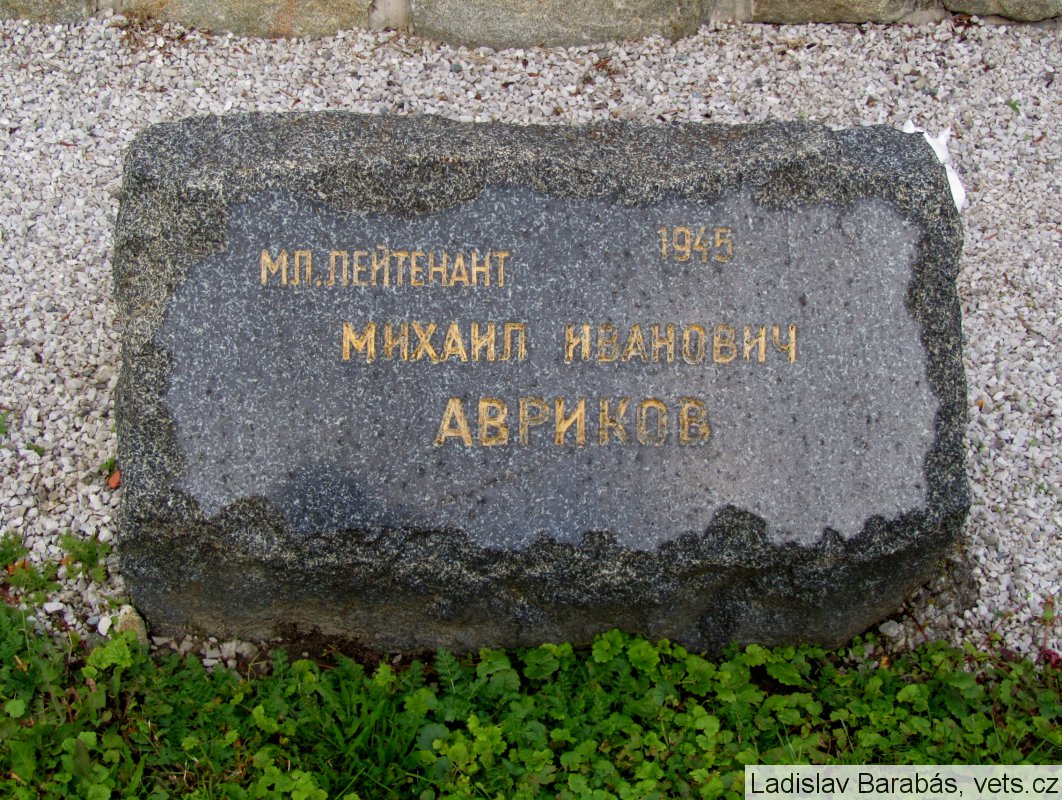 МЛ. ЛЕЙТЕНАНТ 1945
МИХАИЛ ИВАНОВИЧ
АВРИКОВ
Ladislav Barabás, vets.cz